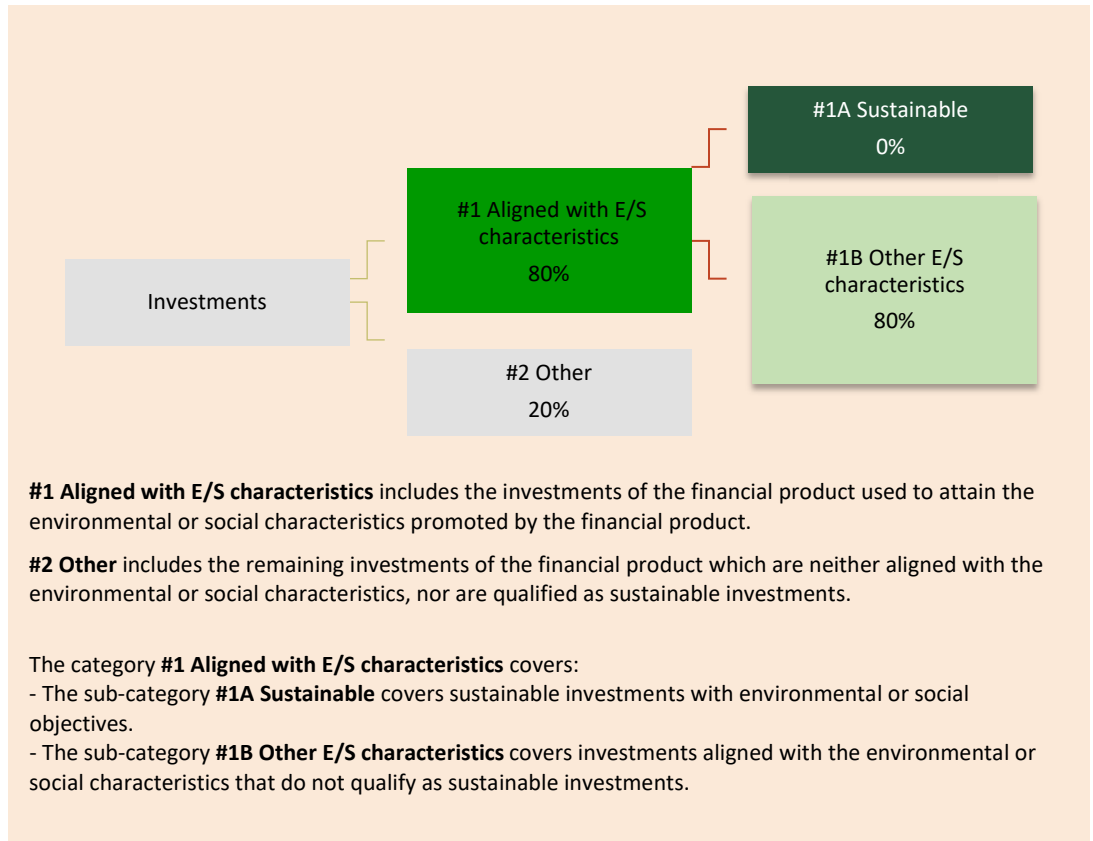 #1A Sustainable
0%
#1 Aligned with E/S
characteristics
80%
#1B Other E/S
characteristics
80%
Investments
#2 Other
20%
#1 Aligned with E/S characteristics includes the investments of the financial product used to attain the
environmental or social characteristics promoted by the financial product.
#2 Other includes the remaining investments of the financial product which are neither aligned with the
environmental or social characteristics, nor are qualified as sustainable investments.
The category #1 Aligned with E/S characteristics covers:
- The sub-category #1A Sustainable covers sustainable investments with environmental or social
objectives.
- The sub-category #1B Other E/S characteristics covers investments aligned with the environmental or
social characteristics that do not qualify as sustainable investments.